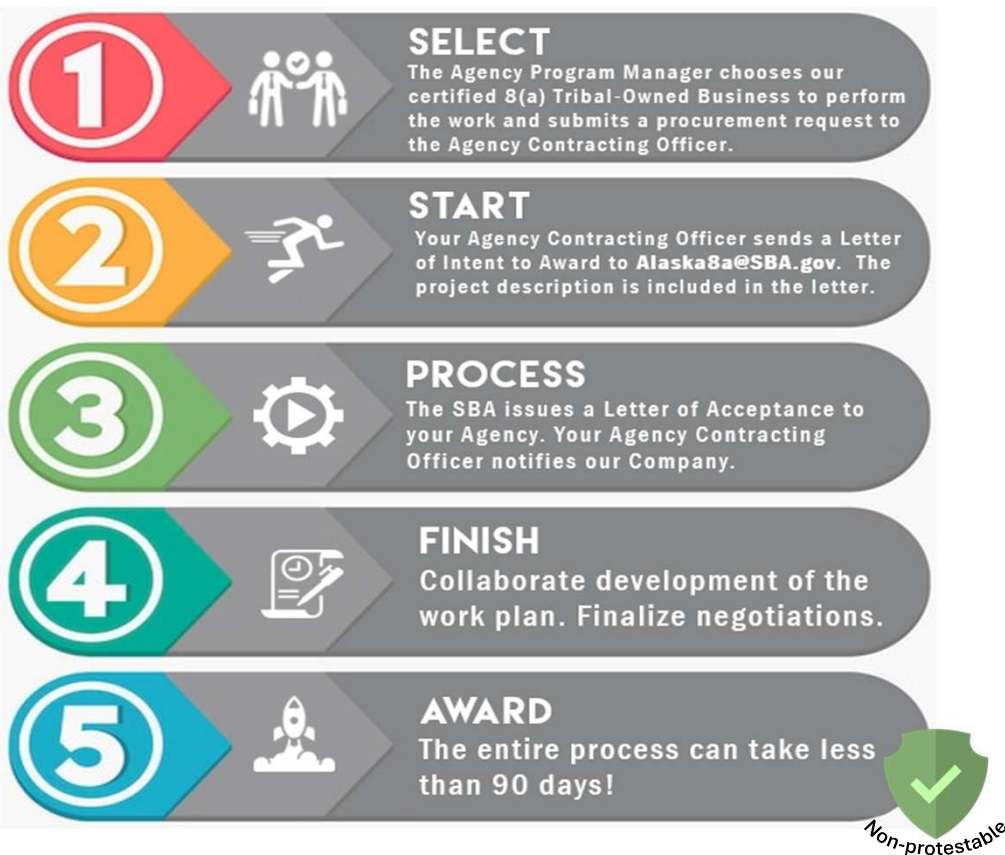 1
SELECT
The Agency Program Manager chooses our
certified 8(a) Tribal-Owned Business to perform
the work and submits a procurement request to
the Agency Contracting Officer.
2
START
Your Agency Contracting Officer sends a Letter
of Intent to Award to Alaska8a@SBA.gov. The
project description is included in the letter.
3
PROCESS
The SBA issues a Letter of Acceptance to
your Agency. Your Agency Contracting
Officer notifies our Company.
4
FINISH
Collaborate development of the
work plan. Finalize negotiations.
5
AWARD
The entire process can take less
than 90 days!
Non-protestable